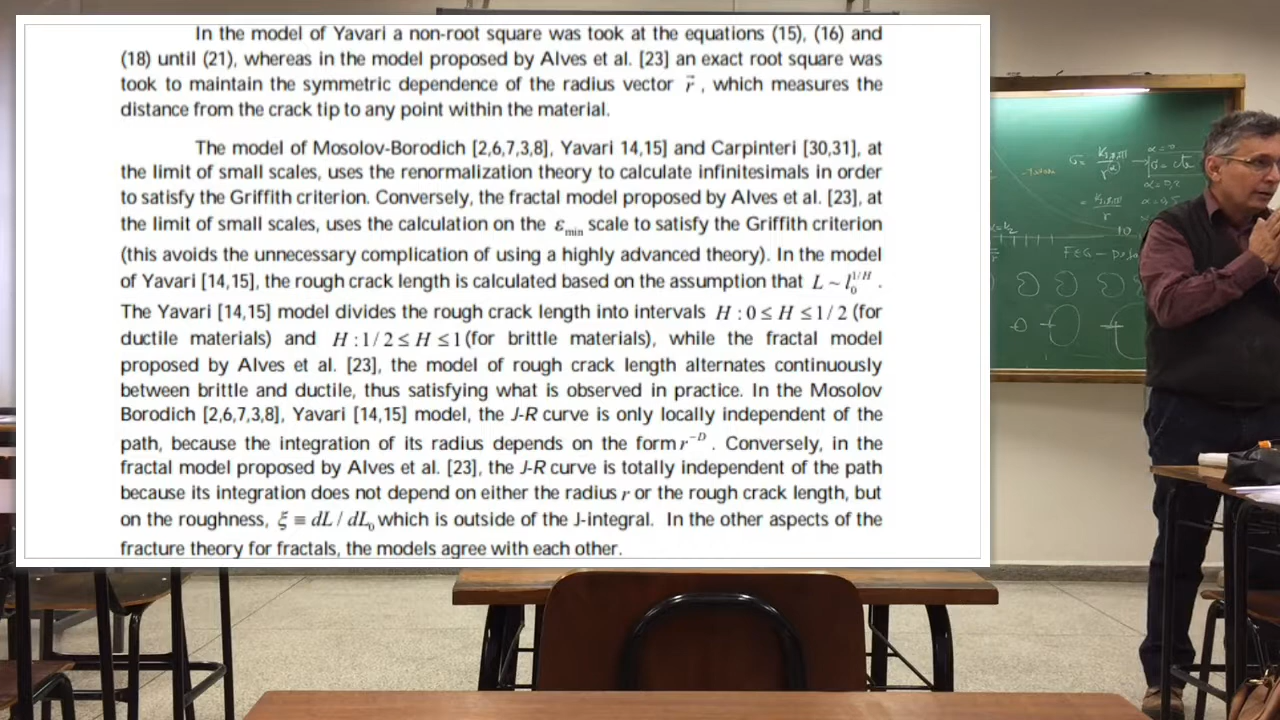 In the model of Yavari a non-root square was took at the equations (15), (16) and
(18) until (21), whereas in the model proposed by Alves et al. [23] an exact root square was
took to maintain the symmetric dependence of the radius vector r⃗ , which measures the
distance from the crack tip to any point within the material.
The model of Mosolov-Borodich [2,6,7,3,8], Yavari 14,15] and Carpinteri [30,31], at
the limit of small scales, uses the renormalization theory to calculate infinitesimals in order
to satisfy the Griffith criterion. Conversely, the fractal model proposed by Alves et al. [23], at
the limit of small scales, uses the calculation on the ε_min scale to satisfy the Griffith criterion
(this avoids the unnecessary complication of using a highly advanced theory). In the model
of Yavari [14,15], the rough crack length is calculated based on the assumption that L ~ l_0^{1/H} .
The Yavari [14,15] model divides the rough crack length into intervals H : 0 ≤ H ≤ 1/2 (for
ductile materials) and H : 1/2 ≤ H ≤ 1 (for brittle materials), while the fractal model
proposed by Alves et al. [23], the model of rough crack length alternates continuously
between brittle and ductile, thus satisfying what is observed in practice. In the Mosolov
Borodich [2,6,7,3,8], Yavari [14,15] model, the J-R curve is only locally independent of the
path, because the integration of its radius depends on the form r^{-D} . Conversely, in the
fractal model proposed by Alves et al. [23], the J-R curve is totally independent of the path
because its integration does not depend on either the radius r or the rough crack length, but
on the roughness, ξ ≡ dL / dL_0 which is outside of the J-integral. In the other aspects of the
fracture theory for fractals, the models agree with each other.